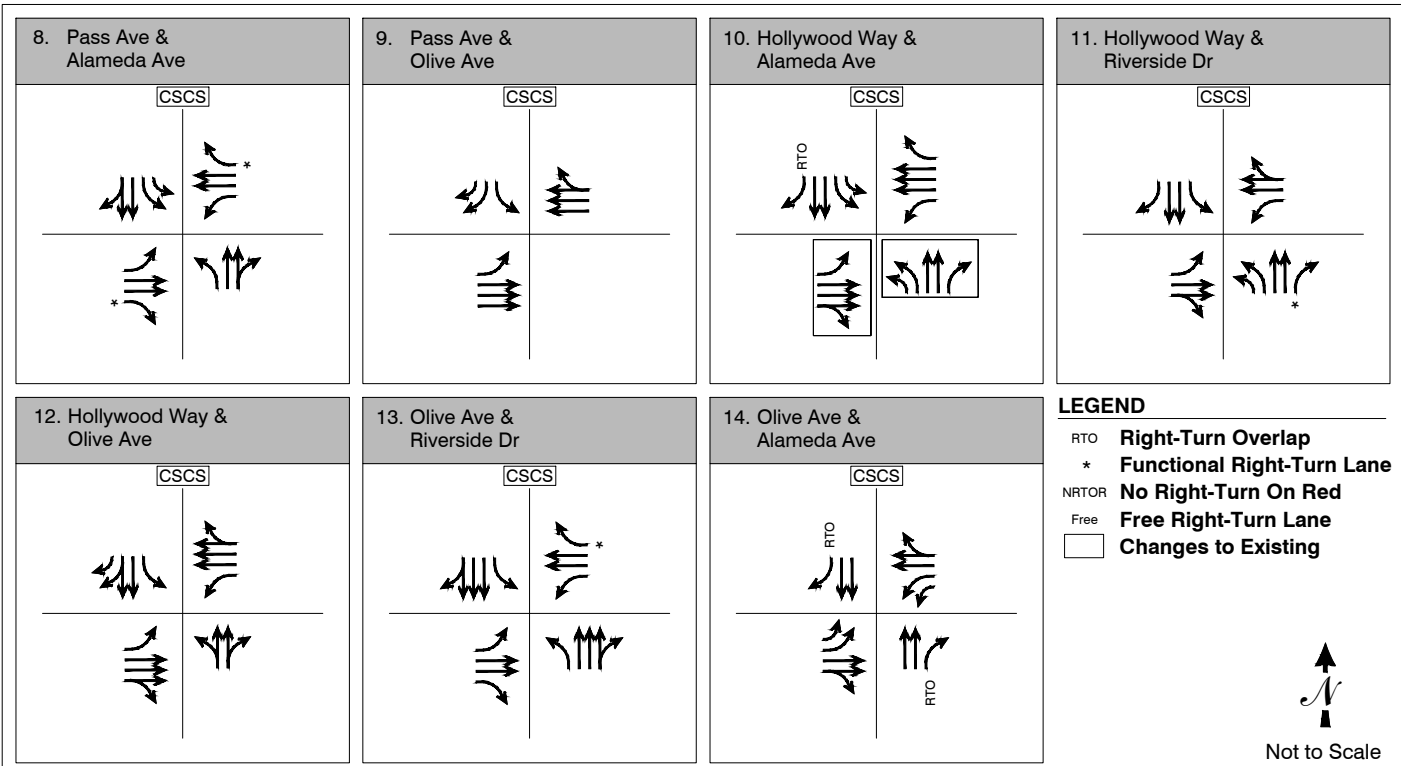 8. Pass Ave &
Alameda Ave
CSCS
*
*
9. Pass Ave &
Olive Ave
CSCS
10. Hollywood Way &
Alameda Ave
CSCS
RTO
11. Hollywood Way &
Riverside Dr
CSCS
*
12. Hollywood Way &
Olive Ave
CSCS
13. Olive Ave &
Riverside Dr
CSCS
*
14. Olive Ave &
Alameda Ave
CSCS
RTO
RTO
LEGEND
RTO Right-Turn Overlap
* Functional Right-Turn Lane
NRTOR No Right-Turn On Red
Free Free Right-Turn Lane
Changes to Existing
N
Not to Scale